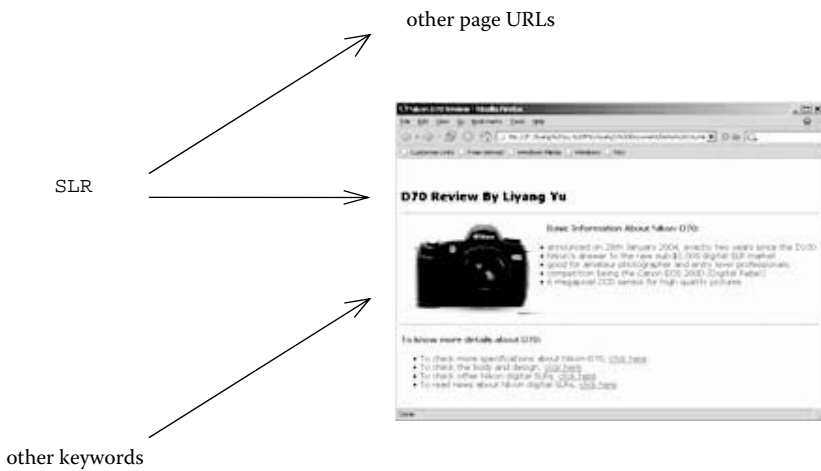 other page URLs
SLR
D70 Review By Liyang Yu
Basic Information About Nikon D70:
announced on 28th January 2004, exactly two years since the D100
Nikon's answer to the new sub-$1,000 digital SLR market
good for amateur photographer and entry level professionals
competition being the Canon EOS 300D (Digital Rebel)
6 megapixel CCD sensor for high quality pictures
To know more details about D70:
To check more specifications about Nikon D70, click here
To check the body and design, click here
To check other Nikon digital SLRs, click here
To read news about Nikon digital SLRs, click here
Done
other keywords